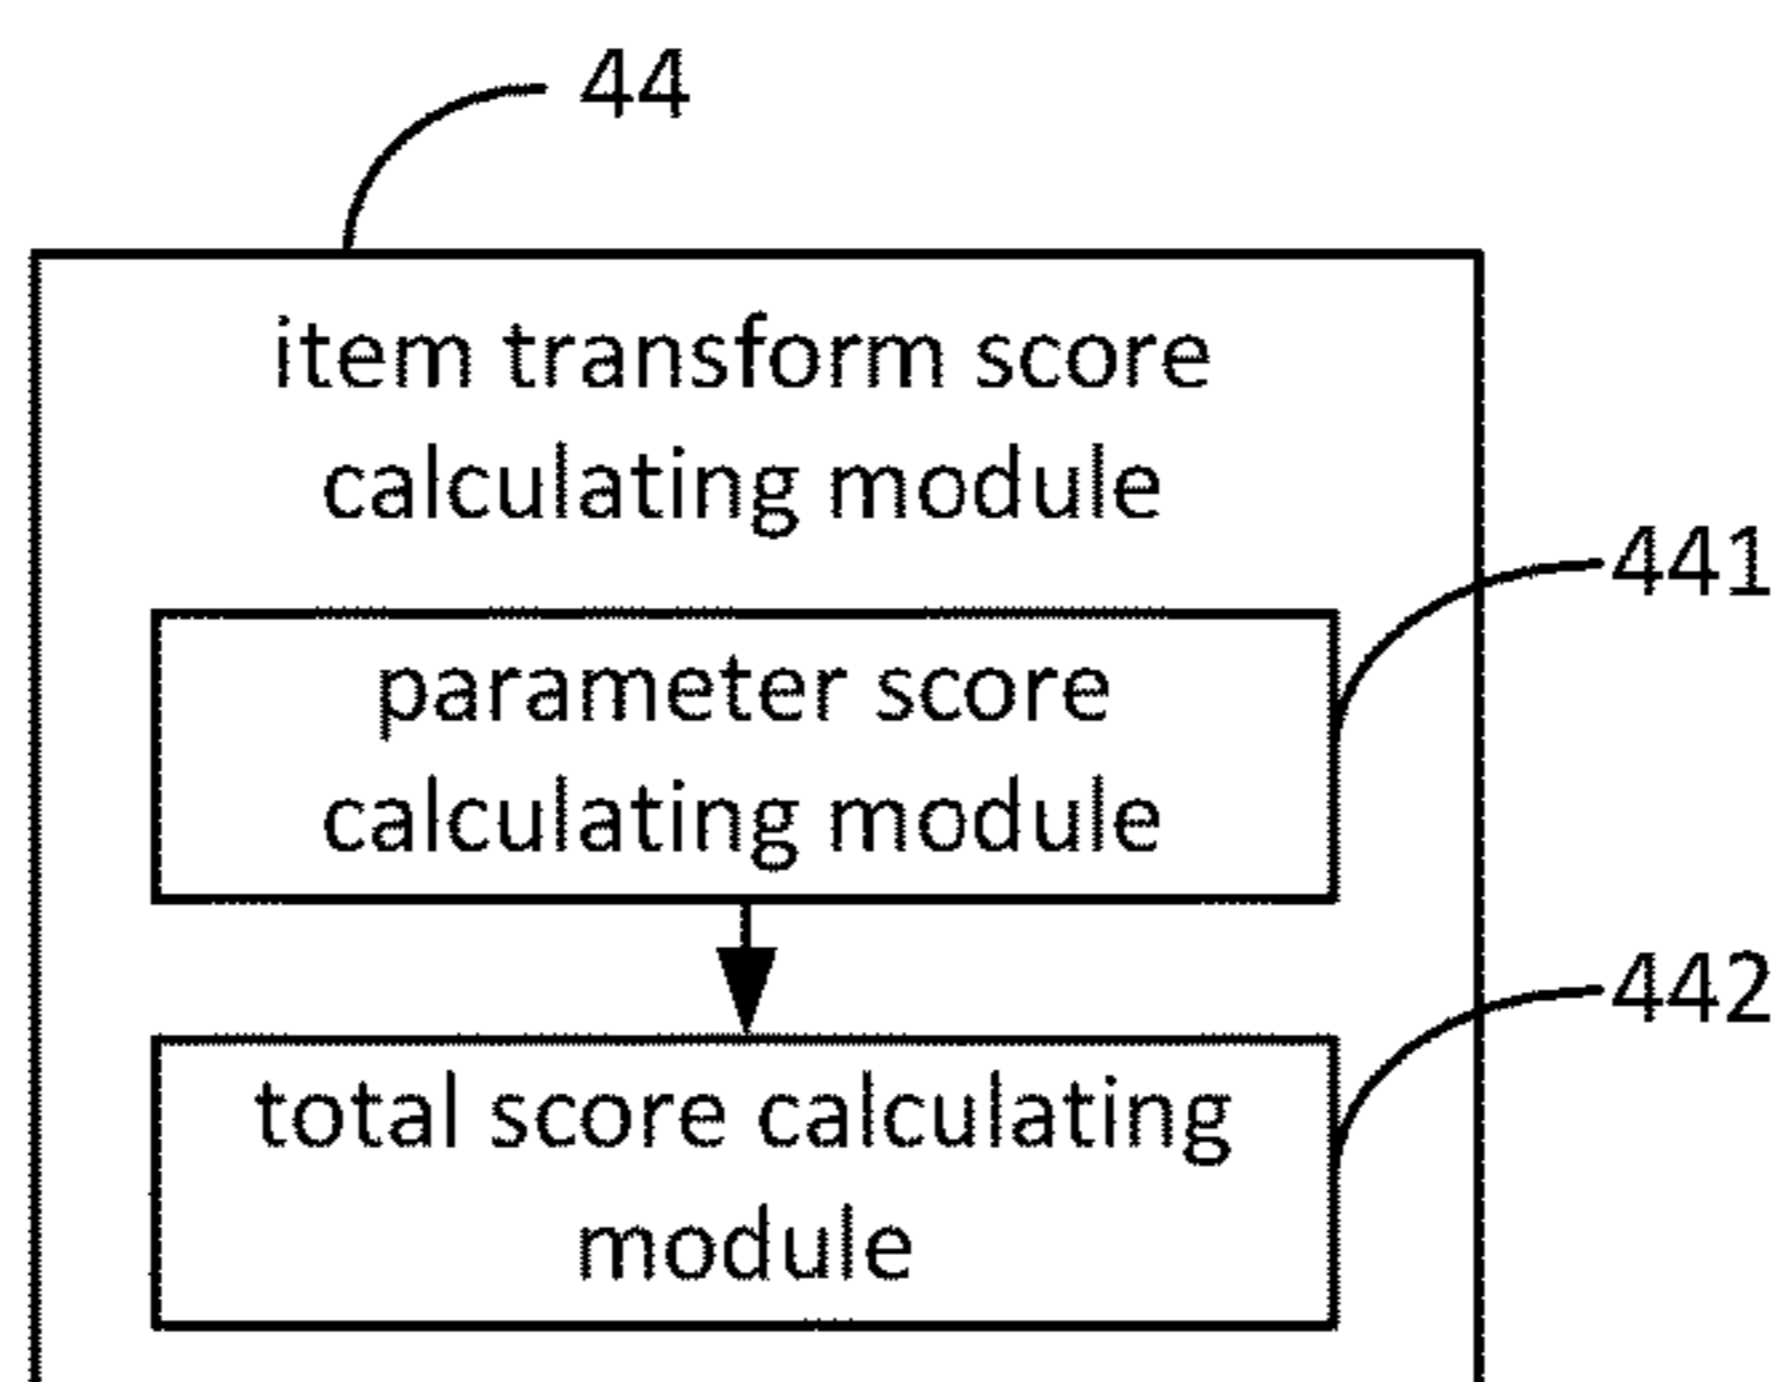 44
item transform score
calculating module
441
parameter score
calculating module
442
total score calculating
module